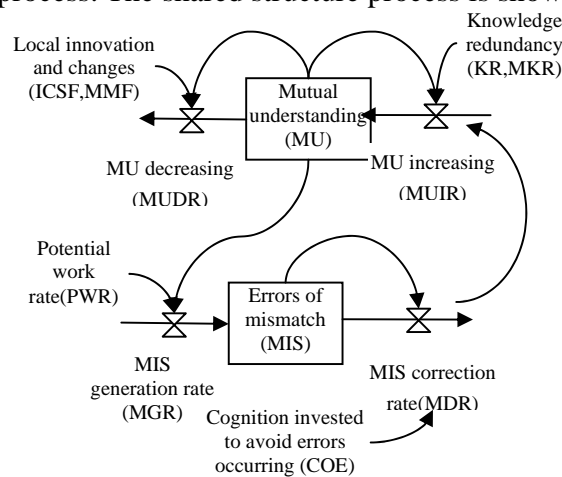 process. The shared structure process is show
Knowledge
redundancy
(KR,MKR)
Local innovation
and changes
(ICSF,MMF)
Mutual
understanding
(MU)
MU decreasing
(MUDR)
MU increasing
(MUIR)
Potential
work
rate(PWR)
Errors of
mismatch
(MIS)
MIS
generation rate
(MGR)
MIS correction
rate(MDR)
Cognition invested
to avoid errors
occurring (COE)